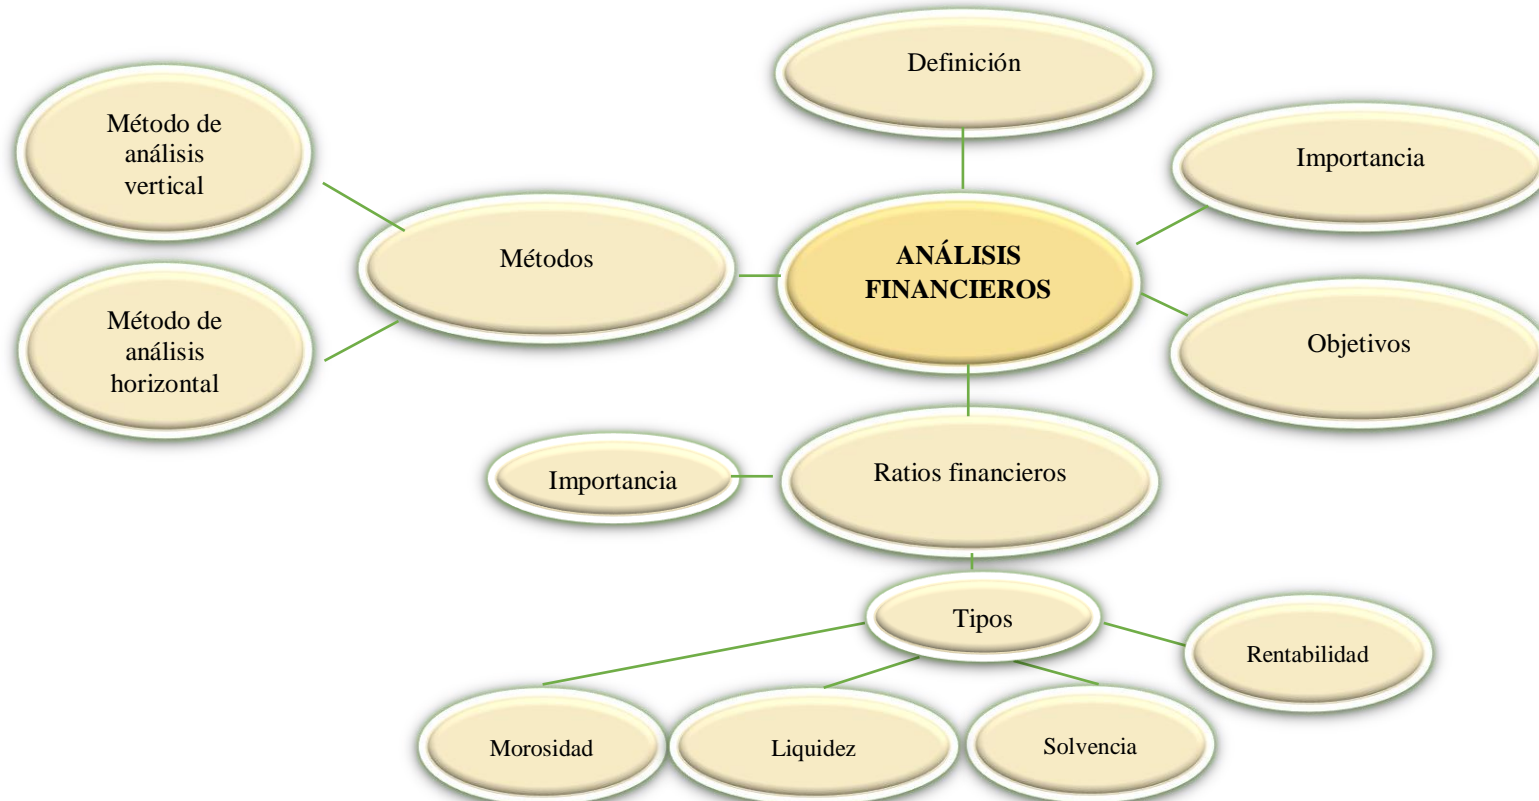 Definición
Importancia
Método de
análisis
vertical
Métodos
ANÁLISIS
FINANCIEROS
Objetivos
Método de
análisis
horizontal
Importancia
Ratios financieros
Tipos
Rentabilidad
Morosidad
Liquidez
Solvencia